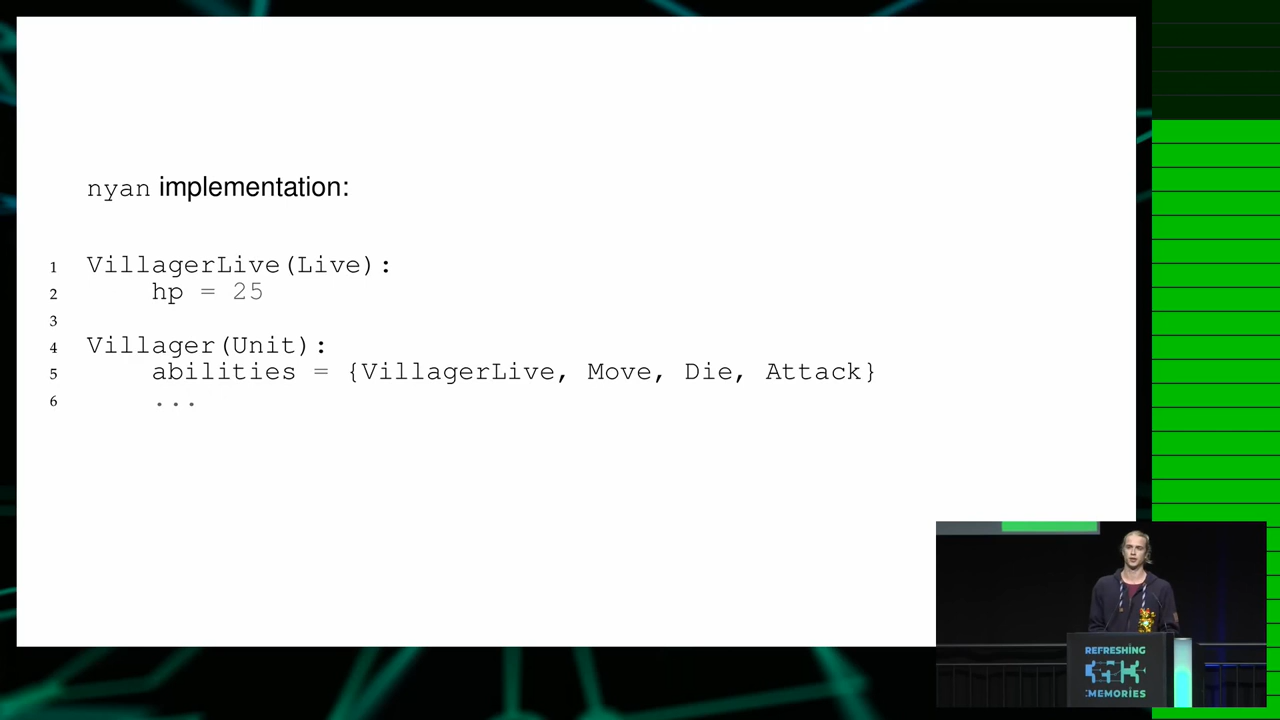 nyan implementation:
1 VillagerLive(Live):
2 hp = 25
3
4 Villager(Unit):
5 abilities = {VillagerLive, Move, Die, Attack}
6 ...
REFRESHING
MEMORIES